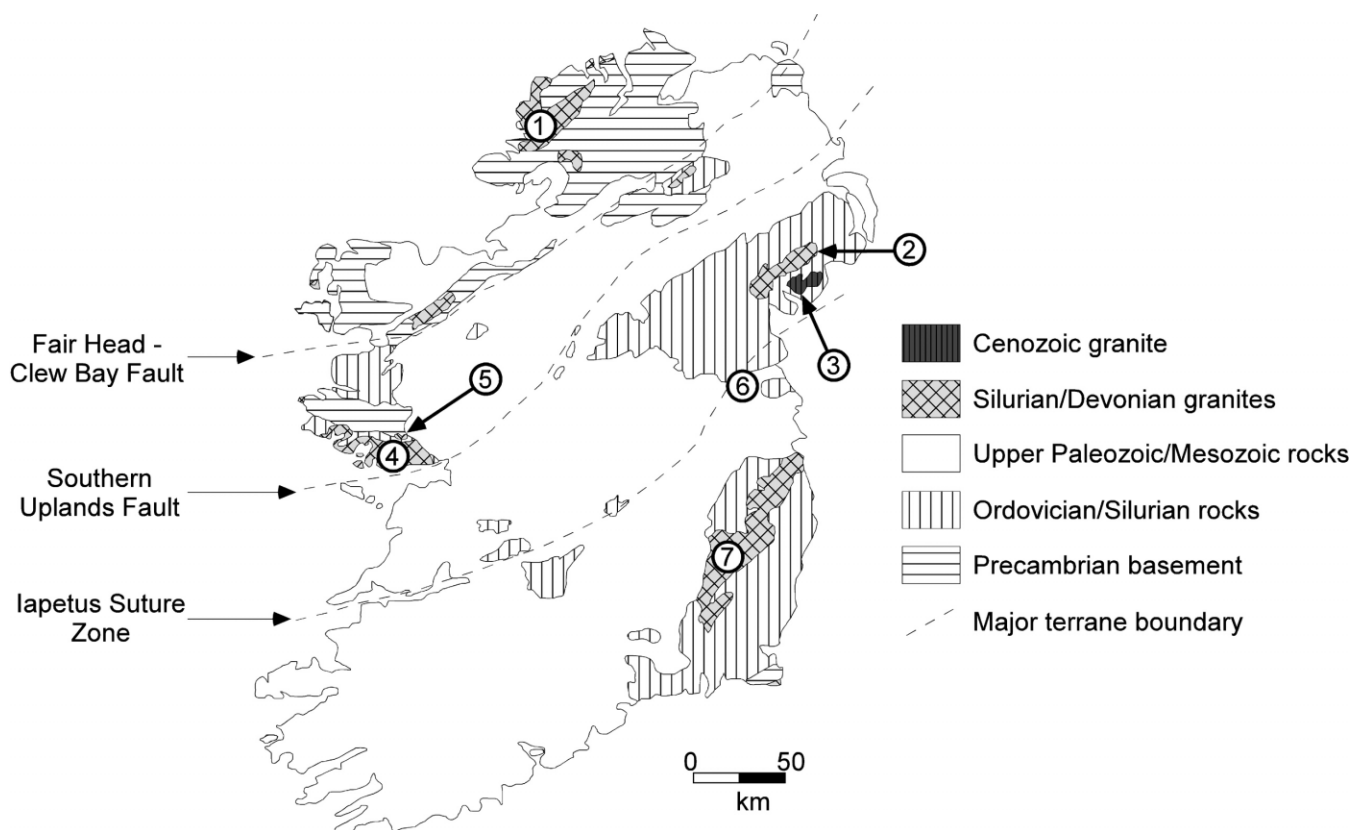 1
2
3
Fair Head -
Clew Bay Fault
5
6
4
Southern
Uplands Fault
7
Iapetus Suture
Zone
Cenozoic granite
Silurian/Devonian granites
Upper Paleozoic/Mesozoic rocks
Ordovician/Silurian rocks
Precambrian basement
Major terrane boundary
0 50
km